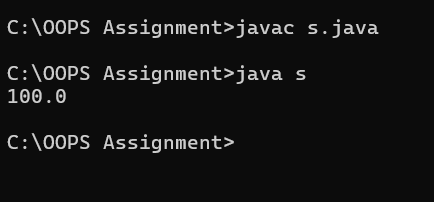 C:\OOPS Assignment>javac s.java
C:\OOPS Assignment>java s
100.0
C:\OOPS Assignment>